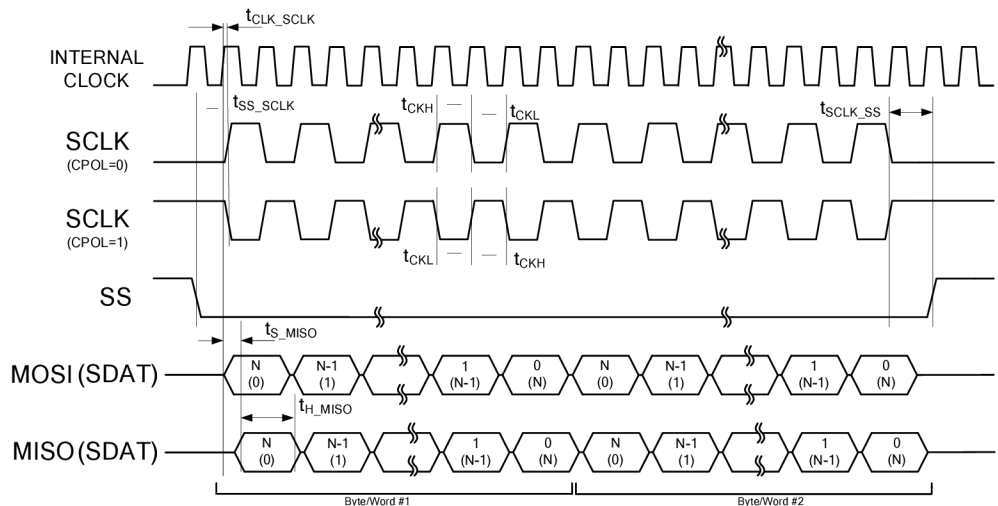 tCLK_SCLK
INTERNAL
CLOCK
tSS_SCLK
tCKH
tCKL
tSCLK_SS
SCLK
(CPOL=0)
SCLK
(CPOL=1)
tCKL
tCKH
SS
tS_MISO
MOSI (SDAT)
N
(0)
N-1
(1)
1
(N-1)
0
(N)
N
(0)
N-1
(1)
1
(N-1)
0
(N)
tH_MISO
MISO (SDAT)
N
(0)
N-1
(1)
1
(N-1)
0
(N)
N
(0)
N-1
(1)
1
(N-1)
0
(N)
Byte/Word #1
Byte/Word #2